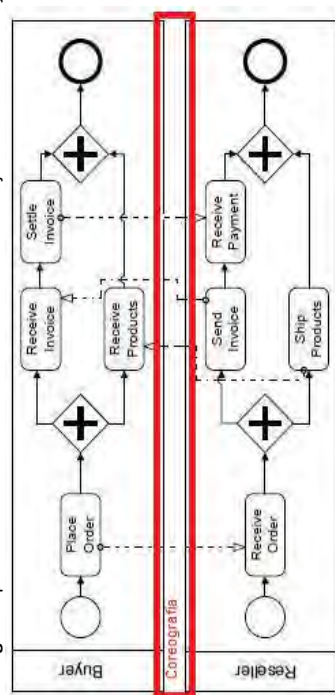 Buyer
Place
Order
Receive
Invoice
Settle
Invoice
Receive
Products
Coreografia
Reseller
Receive
Order
Send
Invoice
Receive
Payment
Ship
Products